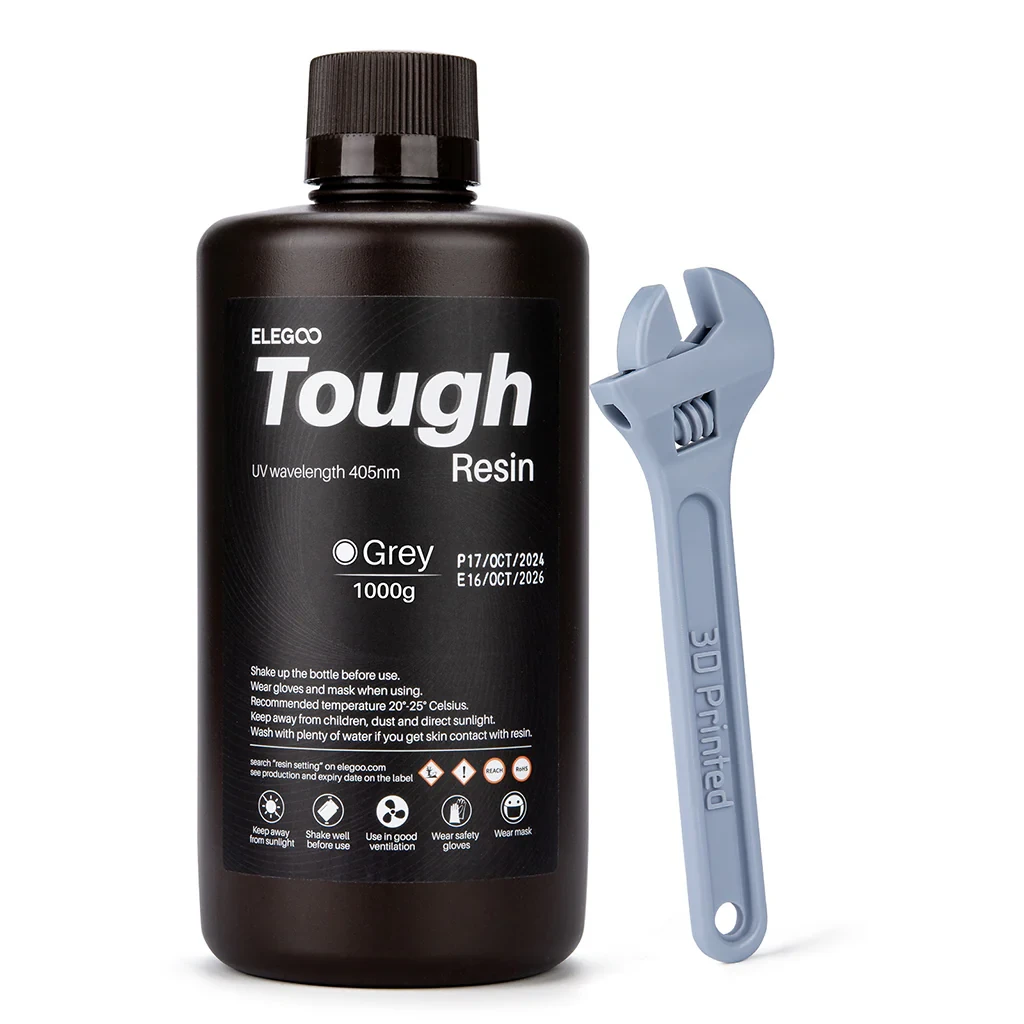 ELEGOO
Tough
UV wavelength 405nm
Resin
Grey
1000g
P17/OCT/2024
E16/OCT/2026
Shake up the bottle before use.
Wear gloves and mask when using.
Recommended temperature 20°-25° Celsius.
Keep away from children, dust and direct sunlight.
Wash with plenty of water if you get skin contact with resin.
search "resin setting" on elegoo.com
see production and expiry date on the label
REACH
RoHS
Keep away
from sunlight
Shake well
before use
Use in good
ventilation
Wear safety
gloves
Wear mask
3D Printed